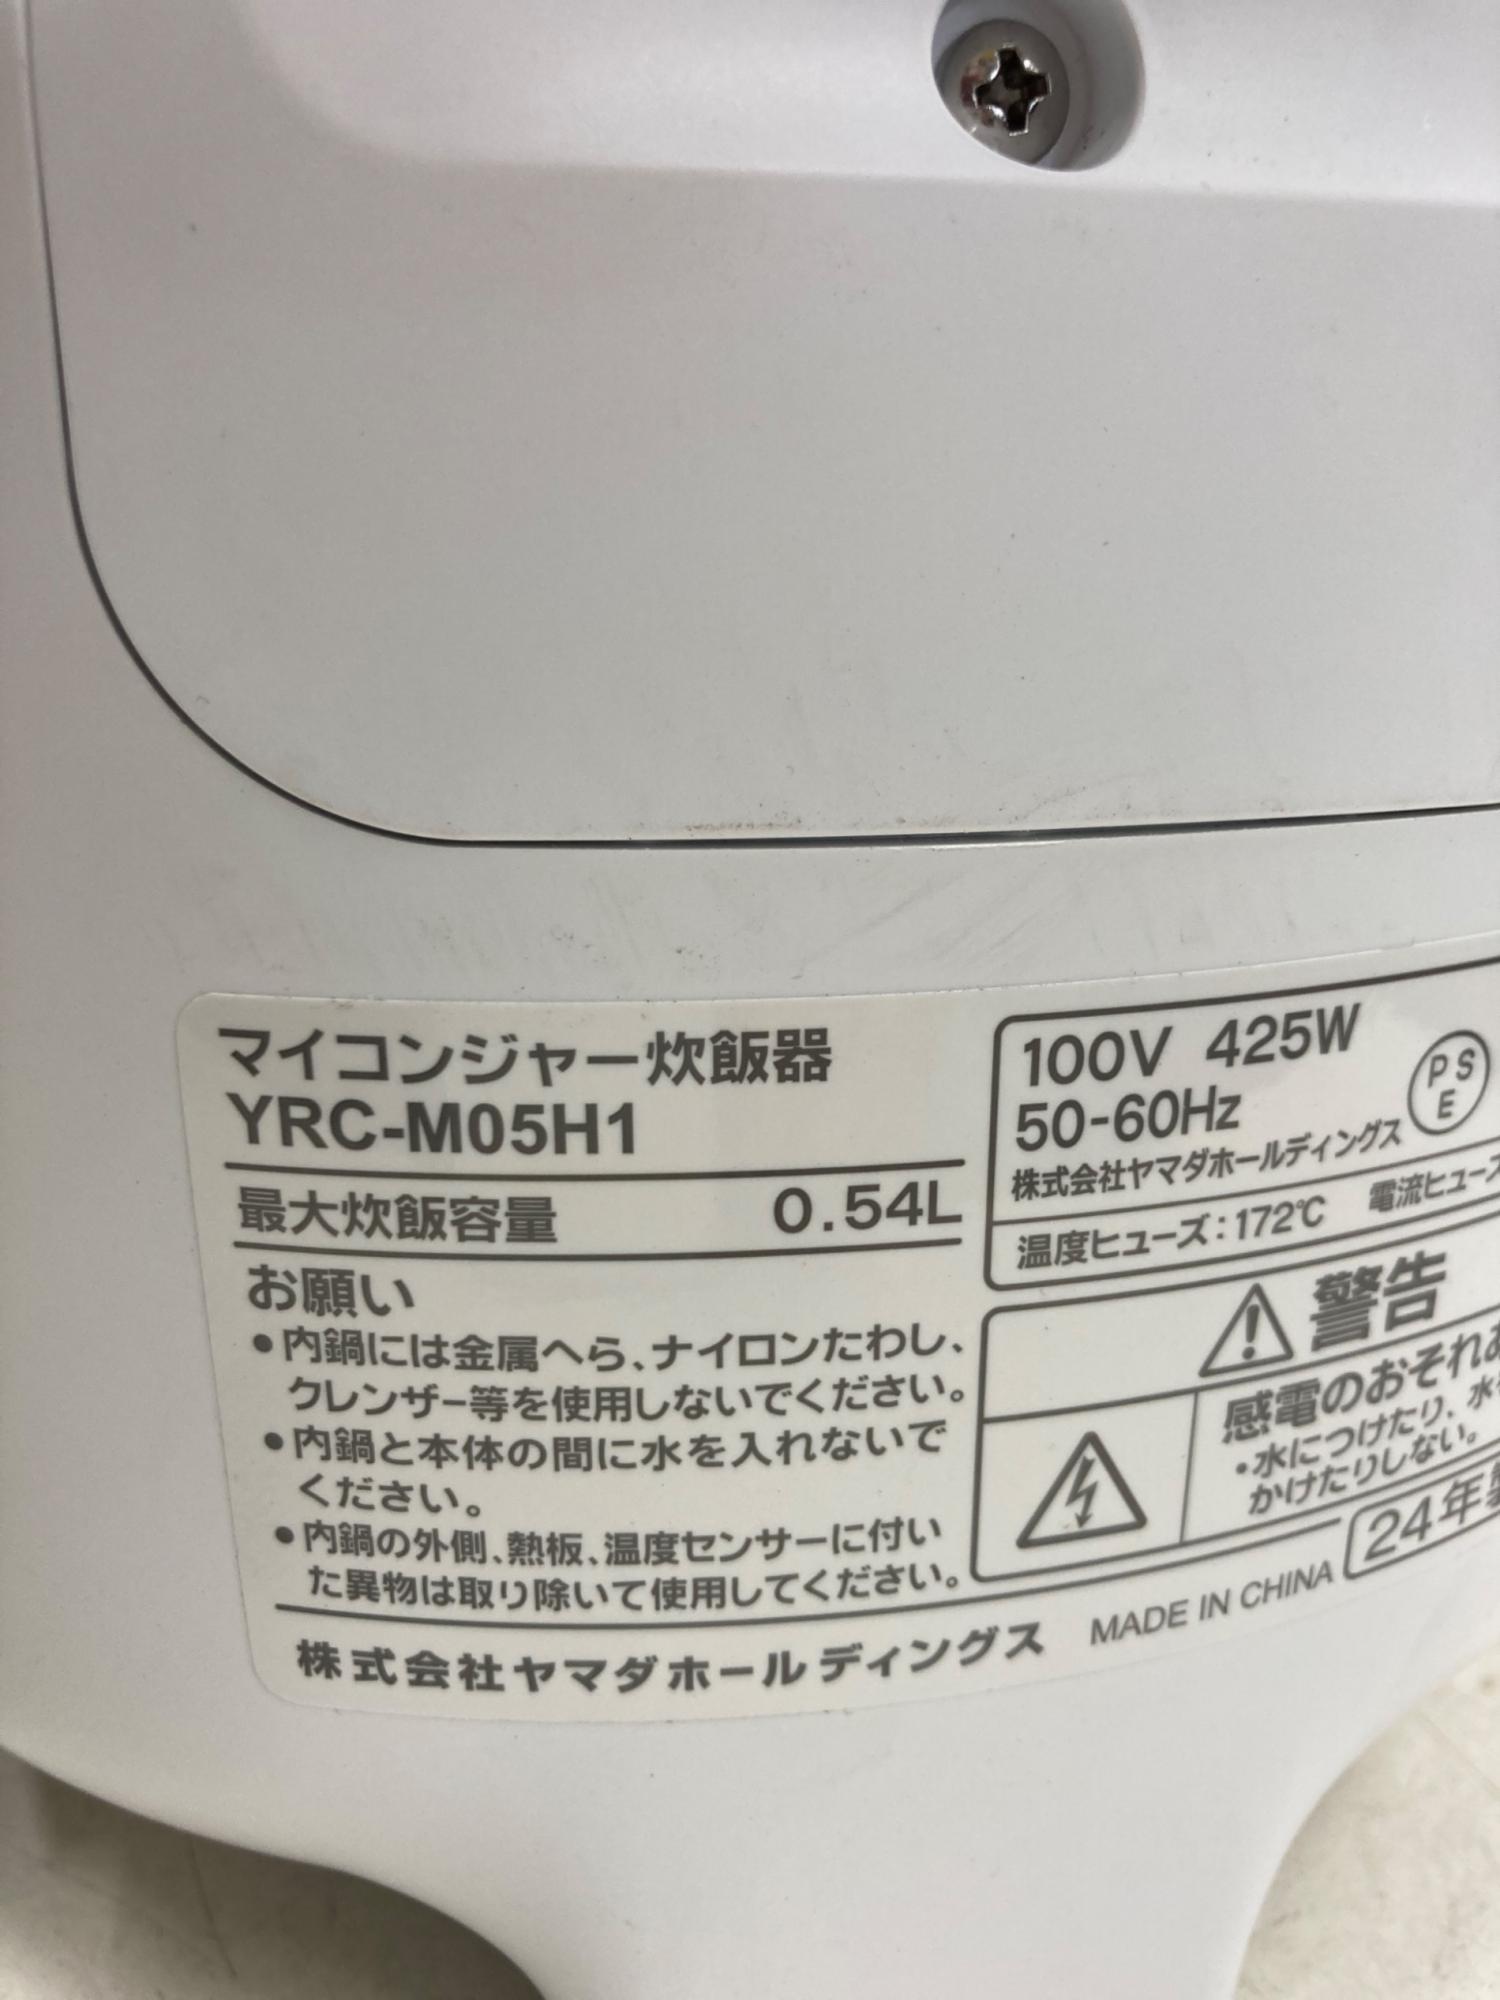 マイコンジャー炊飯器
YRC-M05H1
最大炊飯容量 0.54L
お願い
●内鍋には金属へら、ナイロンたわし、
クレンザー等を使用しないでください。
●内鍋と本体の間に水を入れないで
ください。
●内鍋の外側、熱板、温度センサーに付い
た異物は取り除いて使用してください。
株式会社ヤマダホールディングス
100V 425W
50-60Hz
PS
E
株式会社ヤマダホールディングス
温度ヒューズ:172℃ 電流ヒューズ
警告
感電のおそれ
・水につけたり、水
かけたりしない。
MADE IN CHINA
24年製